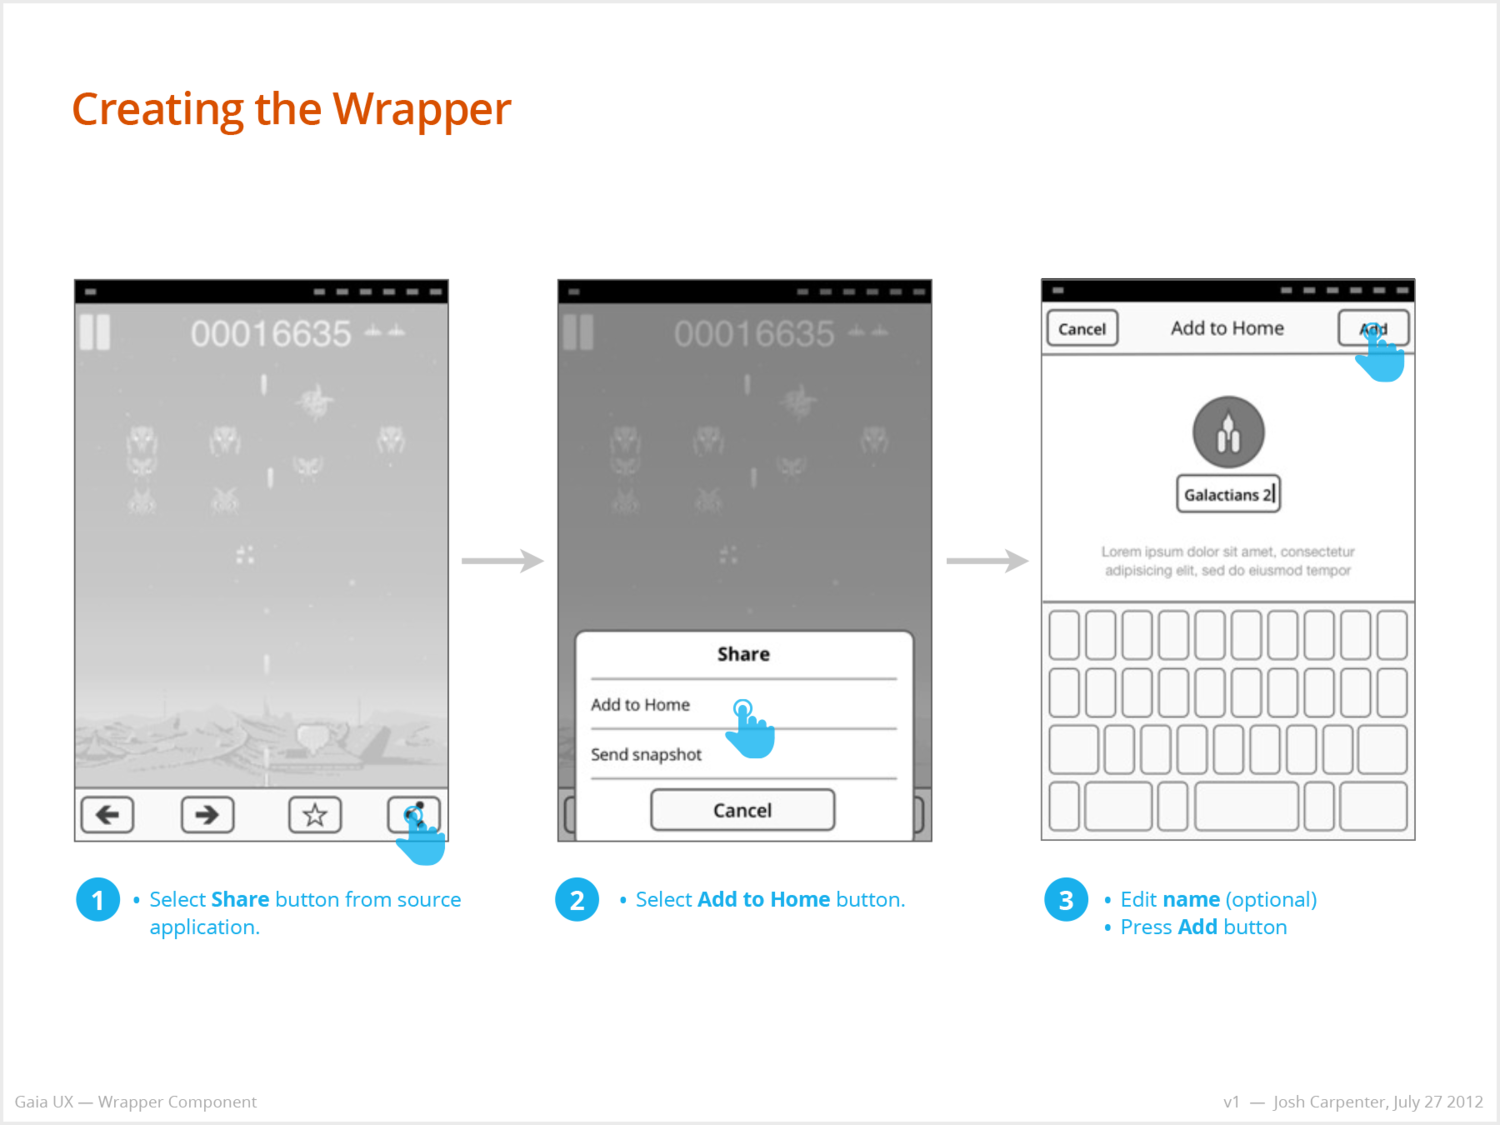 Creating the Wrapper
00016635
00016635
Share
Add to Home
Send snapshot
Cancel
Cancel
Add to Home
Add
Galactians 2
Lorem ipsum dolor sit amet, consectetur
adipisicing elit, sed do eiusmod tempor
1
• Select Share button from source
application.
2
• Select Add to Home button.
3
• Edit name (optional)
• Press Add button
Gaia UX — Wrapper Component
v1 — Josh Carpenter, July 27 2012